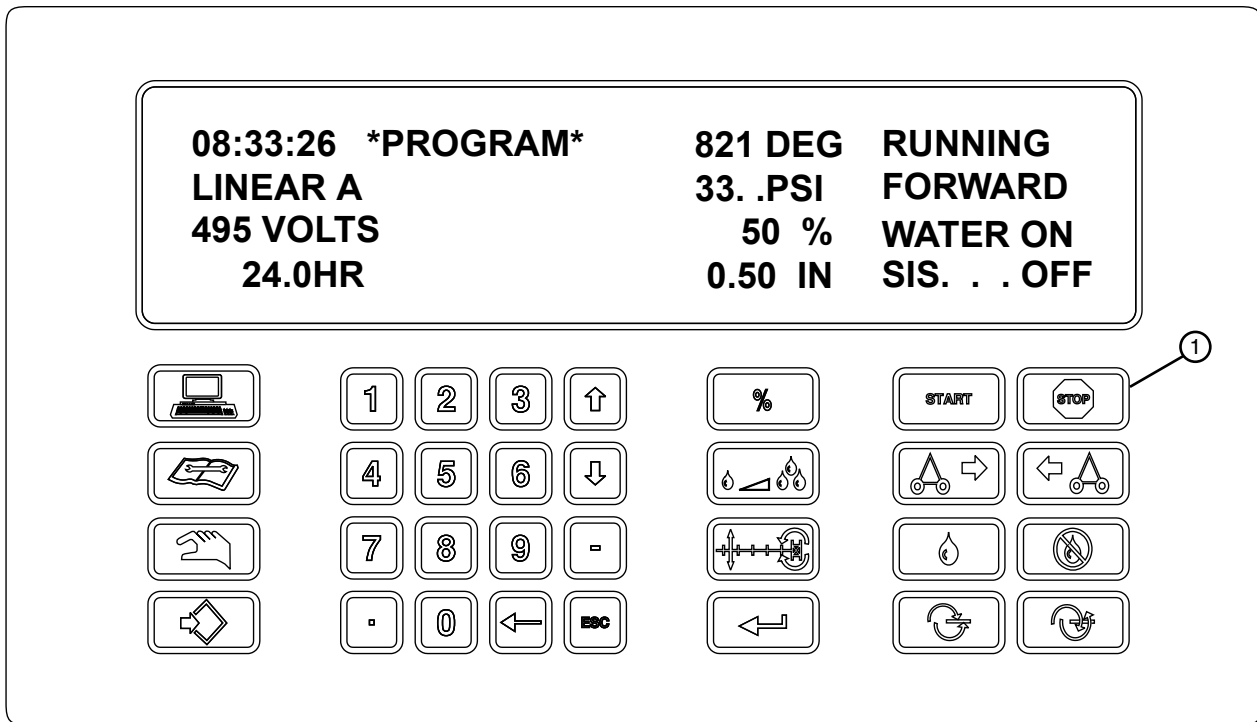 08:33:26 *PROGRAM* 821 DEG RUNNING
LINEAR A 33. .PSI FORWARD
495 VOLTS 50 % WATER ON
24.0HR 0.50 IN SIS. . . OFF
1
1 2 3 % START STOP
4 5 6
7 8 9 -
. 0 ESC